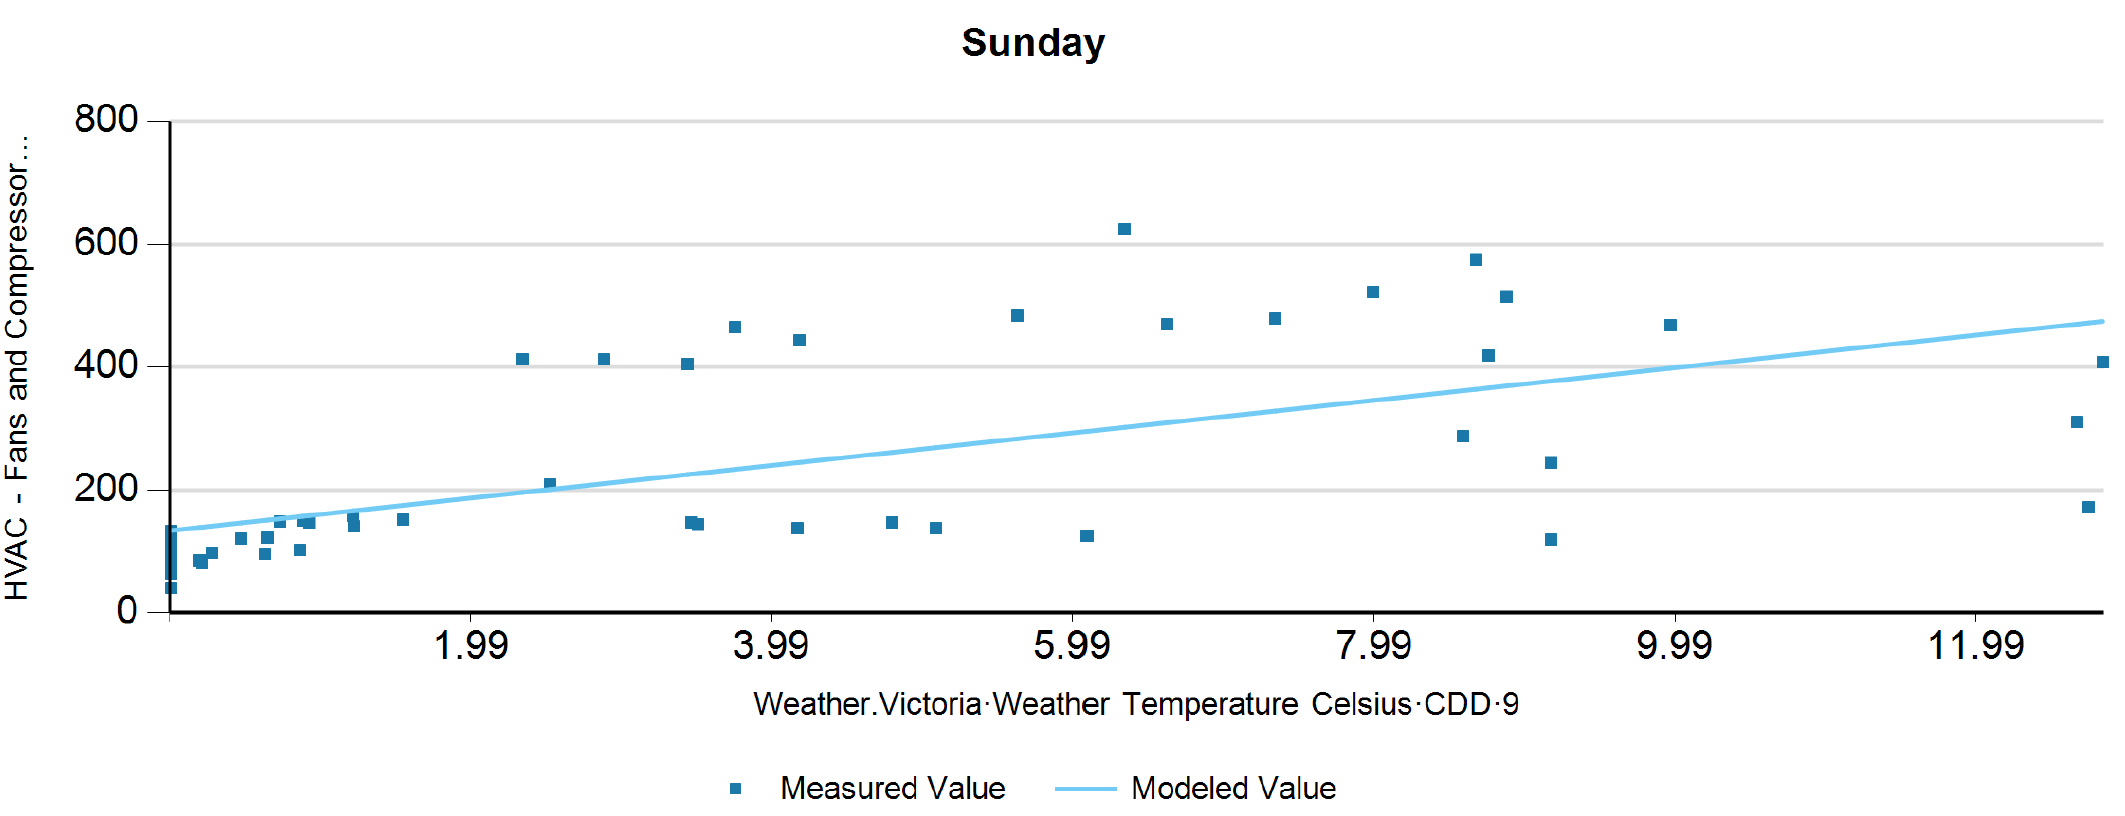 Sunday
HVAC - Fans and Compressor...
800
600
400
200
0
1.99 3.99 5.99 7.99 9.99 11.99
Weather.Victoria·Weather Temperature Celsius·CDD·9
Measured Value Modeled Value